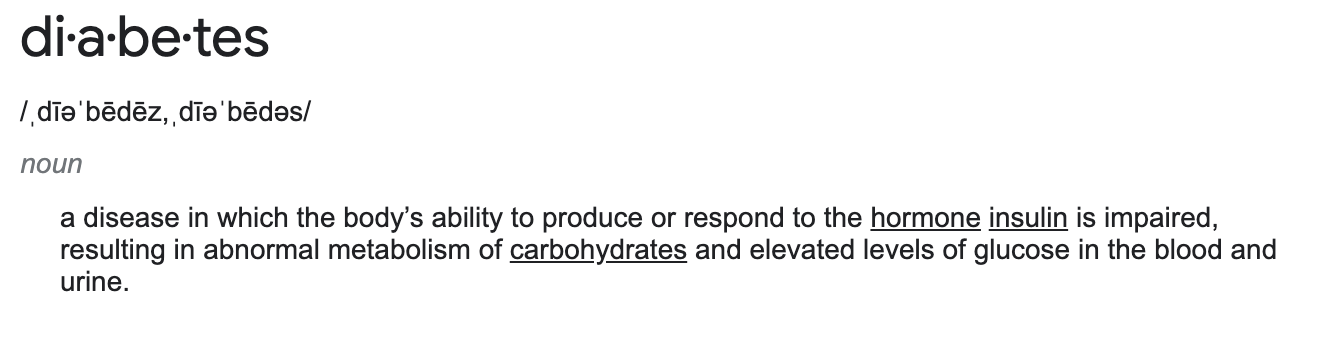 di·a·be·tes
/ˌdīəˈbēdēz,ˌdīəˈbēdəs/
noun
a disease in which the body’s ability to produce or respond to the hormone insulin is impaired,
resulting in abnormal metabolism of carbohydrates and elevated levels of glucose in the blood and
urine.